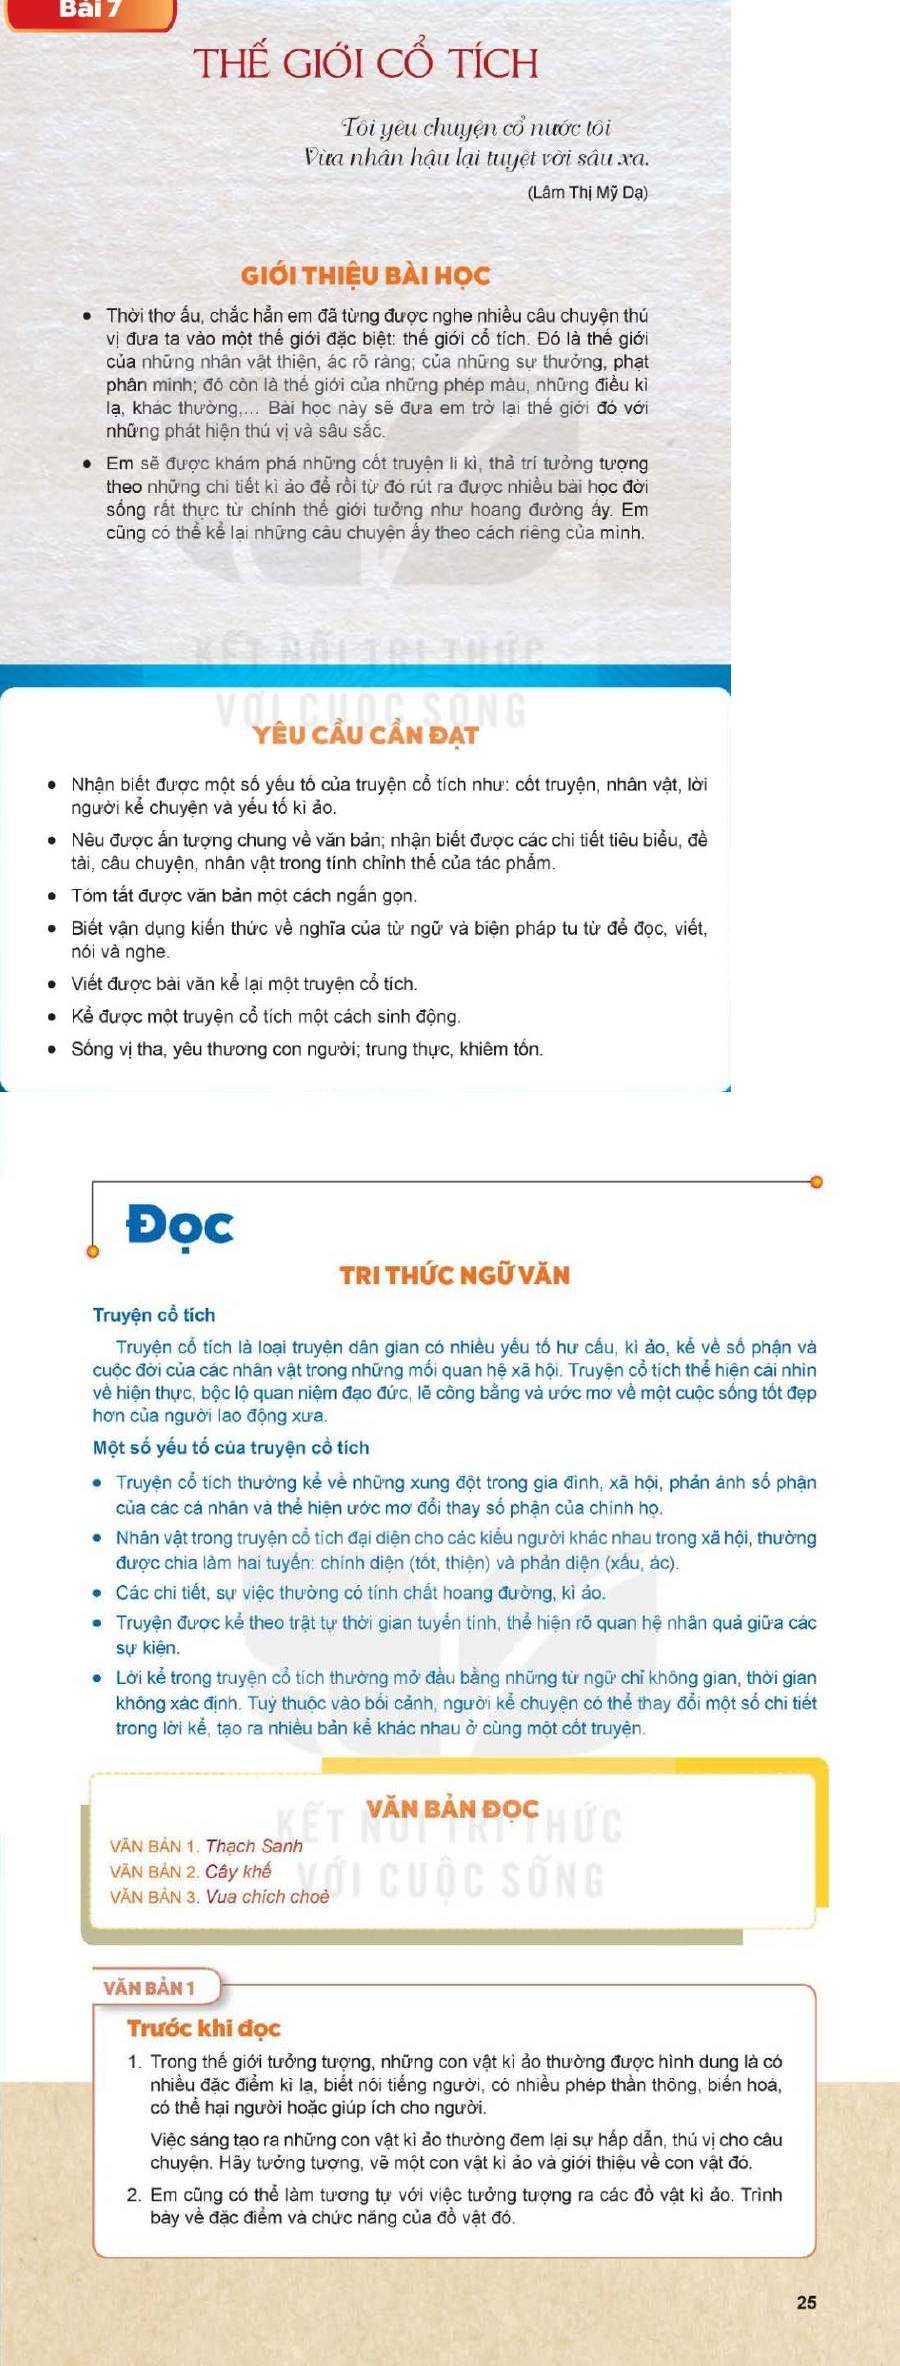 Bài 7
THẾ GIỚI CỔ TÍCH
Tôi yêu chuyện cổ nước tôi
Vừa nhân hậu lại tuyệt vời sâu xa.
(Lâm Thị Mỹ Dạ)
GIỚI THIỆU BÀI HỌC
• Thời thơ ấu, chắc hẳn em đã từng được nghe nhiều câu chuyện thú
vị đưa ta vào một thế giới đặc biệt: thế giới cổ tích. Đó là thế giới
của những nhân vật thiện, ác rõ ràng; của những sự thưởng, phạt
phân minh; đó còn là thế giới của những phép màu, những điều kì
lạ, khác thường,... Bài học này sẽ đưa em trở lại thế giới đó với
những phát hiện thú vị và sâu sắc.
• Em sẽ được khám phá những cốt truyện li kì, thả trí tưởng tượng
theo những chi tiết kì ảo để rồi từ đó rút ra được nhiều bài học đời
sống rất thực từ chính thế giới tưởng như hoang đường ấy. Em
cũng có thể kể lại những câu chuyện ấy theo cách riêng của mình.
KẾT NỐI TRI THỨC
VỚI CUỘC SỐNG
YÊU CẦU CẦN ĐẠT
• Nhận biết được một số yếu tố của truyện cổ tích như: cốt truyện, nhân vật, lời
người kể chuyện và yếu tố kì ảo.
• Nêu được ấn tượng chung về văn bản; nhận biết được các chi tiết tiêu biểu, đề
tài, câu chuyện, nhân vật trong tính chỉnh thể của tác phẩm.
• Tóm tắt được văn bản một cách ngắn gọn.
• Biết vận dụng kiến thức về nghĩa của từ ngữ và biện pháp tu từ để đọc, viết,
nói và nghe.
• Viết được bài văn kể lại một truyện cổ tích.
• Kể được một truyện cổ tích một cách sinh động.
• Sống vị tha, yêu thương con người; trung thực, khiêm tốn.
Đọc
TRI THỨC NGỮ VĂN
Truyện cổ tích
Truyện cổ tích là loại truyện dân gian có nhiều yếu tố hư cấu, kì ảo, kể về số phận và
cuộc đời của các nhân vật trong những mối quan hệ xã hội. Truyện cổ tích thể hiện cái nhìn
về hiện thực, bộc lộ quan niệm đạo đức, lẽ công bằng và ước mơ về một cuộc sống tốt đẹp
hơn của người lao động xưa.
Một số yếu tố của truyện cổ tích
• Truyện cổ tích thường kể về những xung đột trong gia đình, xã hội, phản ánh số phận
của các cá nhân và thể hiện ước mơ đổi thay số phận của chính họ.
• Nhân vật trong truyện cổ tích đại diện cho các kiểu người khác nhau trong xã hội, thường
được chia làm hai tuyến: chính diện (tốt, thiện) và phản diện (xấu, ác).
• Các chi tiết, sự việc thường có tính chất hoang đường, kì ảo.
• Truyện được kể theo trật tự thời gian tuyến tính, thể hiện rõ quan hệ nhân quả giữa các
sự kiện.
• Lời kể trong truyện cổ tích thường mở đầu bằng những từ ngữ chỉ không gian, thời gian
không xác định. Tuỳ thuộc vào bối cảnh, người kể chuyện có thể thay đổi một số chi tiết
trong lời kể, tạo ra nhiều bản kể khác nhau ở cùng một cốt truyện.
VĂN BẢN ĐỌC
KẾT NỐI TRI THỨC
VĂN BẢN 1. Thạch Sanh
VĂN BẢN 2. Cây khế
VỚI CUỘC SỐNG
VĂN BẢN 3. Vua chích choè
VĂN BẢN 1
Trước khi đọc
1. Trong thế giới tưởng tượng, những con vật kì ảo thường được hình dung là có
nhiều đặc điểm kì lạ, biết nói tiếng người, có nhiều phép thần thông, biến hoá,
có thể hại người hoặc giúp ích cho người.
Việc sáng tạo ra những con vật kì ảo thường đem lại sự hấp dẫn, thú vị cho câu
chuyện. Hãy tưởng tượng, vẽ một con vật kì ảo và giới thiệu về con vật đó.
2. Em cũng có thể làm tương tự với việc tưởng tượng ra các đồ vật kì ảo. Trình
bày về đặc điểm và chức năng của đồ vật đó.
25